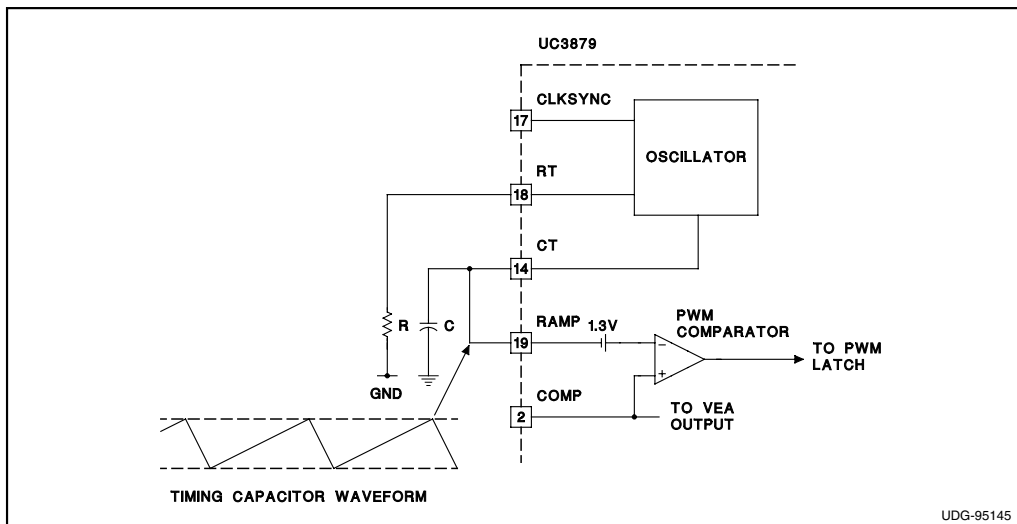 UC3879
CLKSYNC
17
OSCILLATOR
RT
18
CT
14
R
C
RAMP
19
1.3V
PWM
COMPARATOR
−
+
TO PWM
LATCH
GND
COMP
2
TO VEA
OUTPUT
TIMING CAPACITOR WAVEFORM
UDG-95145